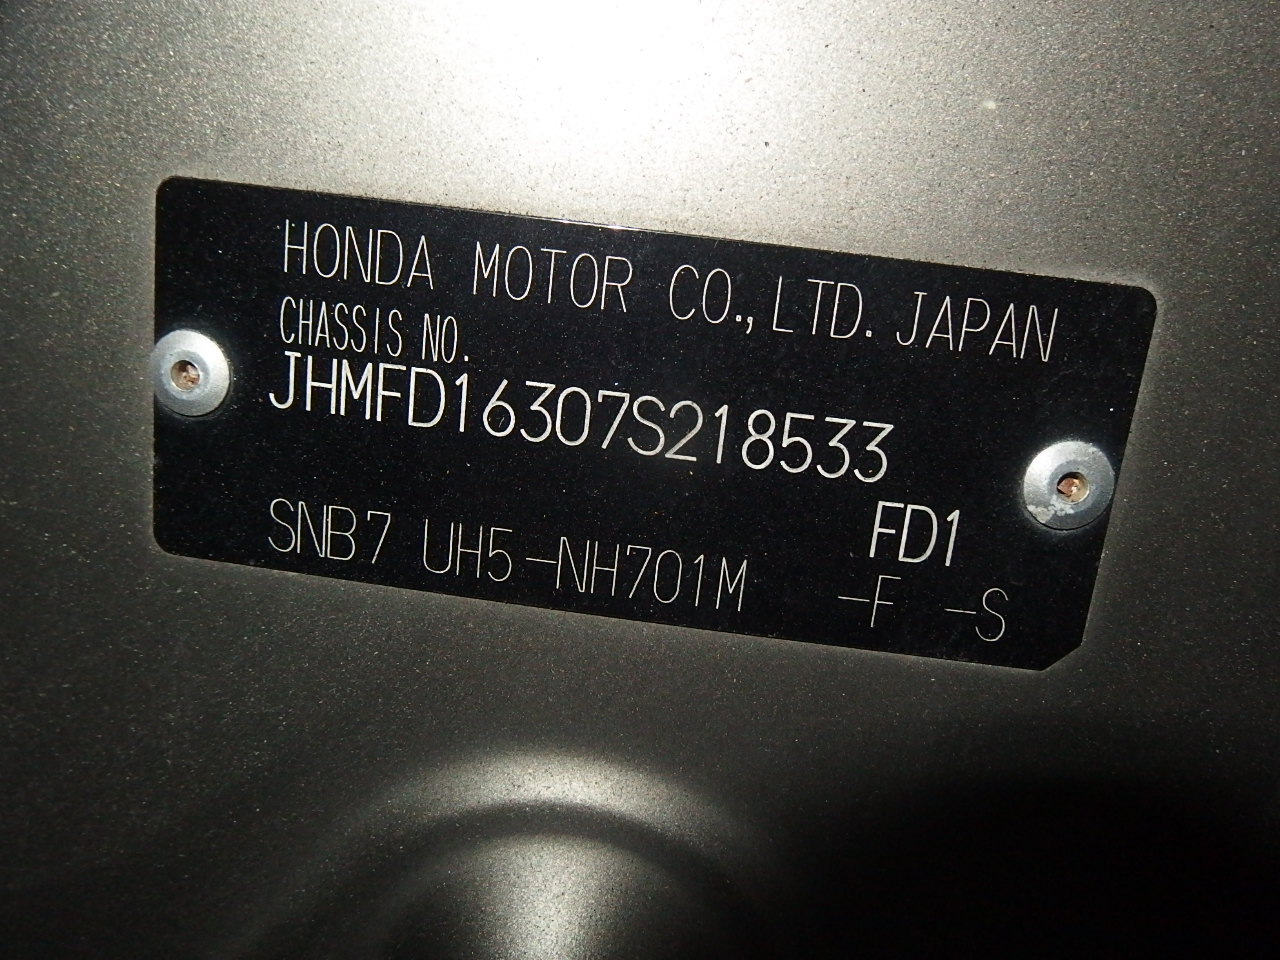 HONDA MOTOR CO.,LTD. JAPAN
CHASSIS NO.
JHMFD16307S218533
FD1
SNB7 UH5-NH701M -F -S